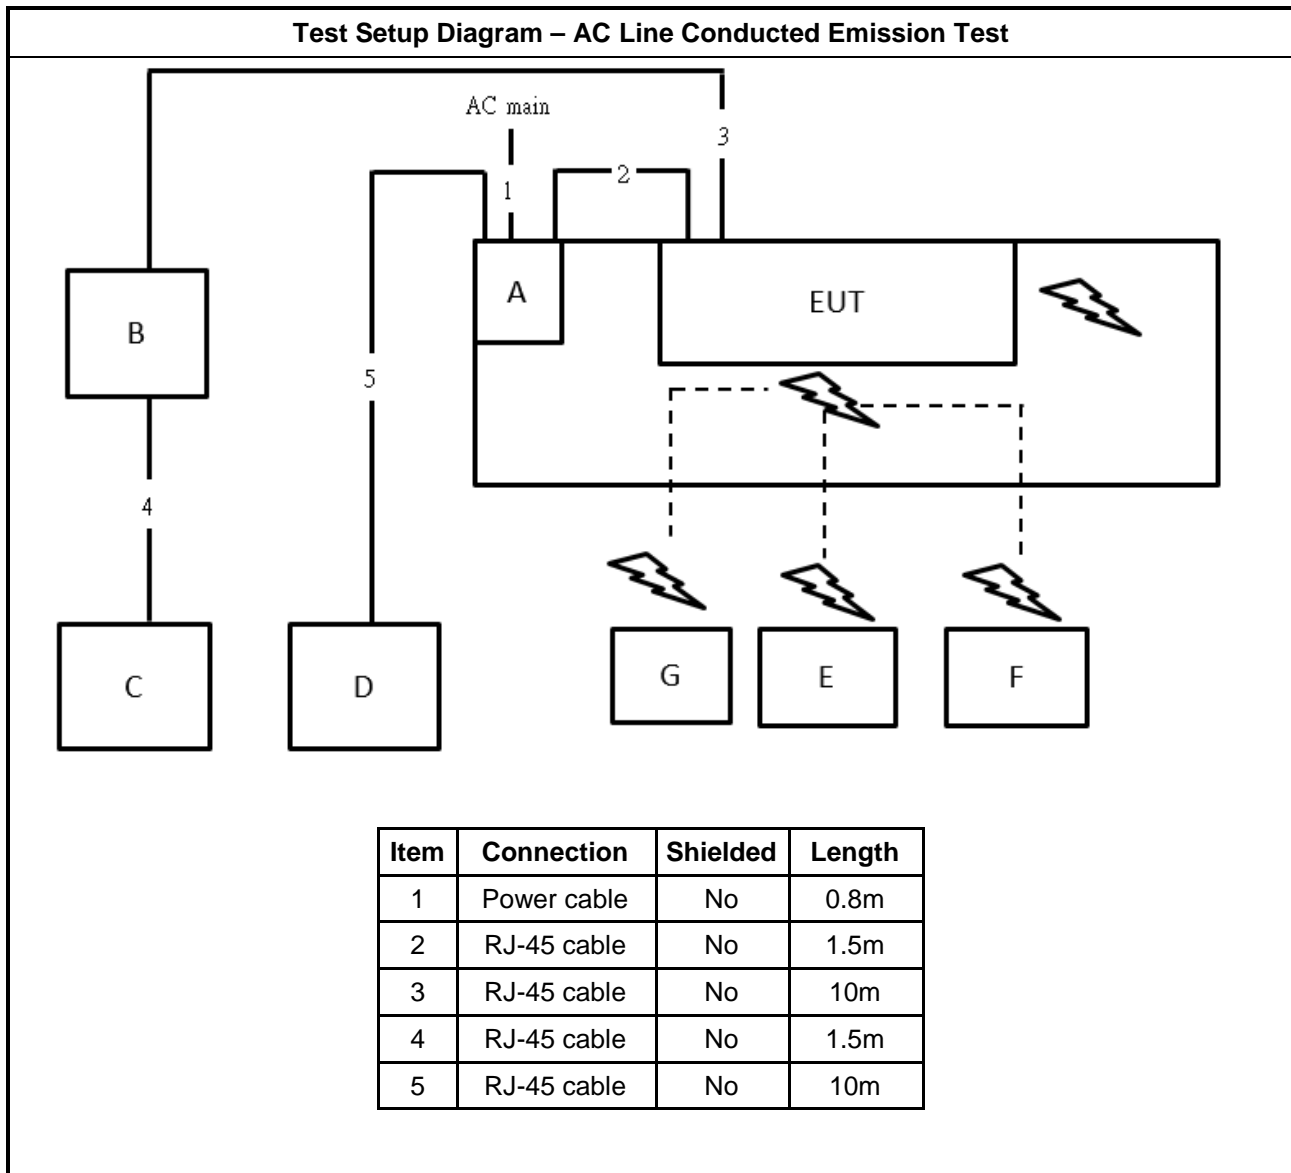 Test Setup Diagram – AC Line Conducted Emission Test
AC main
3
2
1
A
EUT
B
5
4
C
D
G
E
F
Item Connection Shielded Length
1 Power cable No 0.8m
2 RJ-45 cable No 1.5m
3 RJ-45 cable No 10m
4 RJ-45 cable No 1.5m
5 RJ-45 cable No 10m